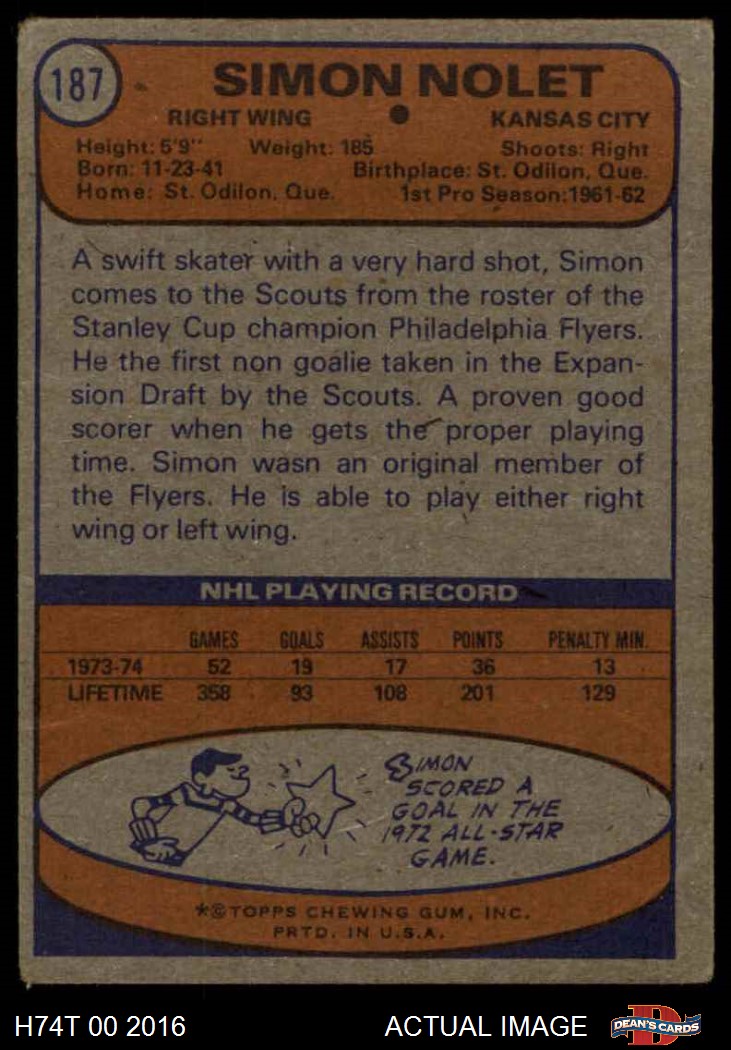 187
SIMON NOLET
RIGHT WING
KANSAS CITY
Height: 5'9" Weight: 185 Shoots: Right
Born: 11-23-41 Birthplace: St. Odilon, Que.
Home: St. Odilon, Que. 1st Pro Season:1961-62
A swift skater with a very hard shot, Simon
comes to the Scouts from the roster of the
Stanley Cup champion Philadelphia Flyers.
He the first non goalie taken in the Expan-
sion Draft by the Scouts. A proven good
scorer when he gets the proper playing
time. Simon wasn an original member of
the Flyers. He is able to play either right
wing or left wing.
NHL PLAYING RECORD
GAMES GOALS ASSISTS POINTS PENALTY MIN.
1973-74 52 19 17 36 13
LIFETIME 358 93 108 201 129
SIMON
SCORED A
GOAL IN THE
1972 ALL-STAR
GAME.
*©TOPPS CHEWING GUM, INC.
PRTD. IN U.S.A.
H74T 00 2016 ACTUAL IMAGE
D
DEAN'S CARDS